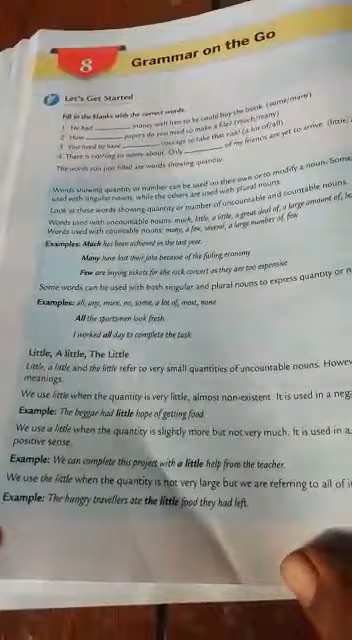 8
Grammar on the Go
Let's Get Started
Fill in the blanks with the correct words.
1 He had ________ money with him so he could buy the book. (some/many)
2 How ________ papers do you need to make a file? (much/many)
3 You need to have ________ courage to take that risk! (a lot of/all)
4 There is nothing to worry about. Only ________ of my friends are yet to arrive. (little/
The words you just filled are words showing quantity.
Words showing quantity or number can be used on their own or to modify a noun. Some
used with singular nouns, while the others are used with plural nouns.
Look at these words showing quantity or number of uncountable and countable nouns.
Words used with uncountable nouns: much, little, a little, a great deal of, a large amount of, le
Words used with countable nouns: many, a few, several, a large number of, few
Examples: Much has been achieved in the last year.
Many have lost their jobs because of the failing economy
Few are buying tickets for the rock concert as they are too expensive
Some words can be used with both singular and plural nouns to express quantity or n
Examples: all, any, more, no, some, a lot of, most, none
All the sportsmen look fresh.
I worked all day to complete the task
Little, A little, The Little
Little, a little and the little refer to very small quantities of uncountable nouns. Howev
meanings.
We use little when the quantity is very little, almost non-existent. It is used in a neg
Example: The beggar had little hope of getting food.
We use a little when the quantity is slightly more but not very much. It is used in a
positive sense.
Example: We can complete this project with a little help from the teacher.
We use the little when the quantity is not very large but we are referring to all of i
Example: The hungry travellers ate the little food they had left.